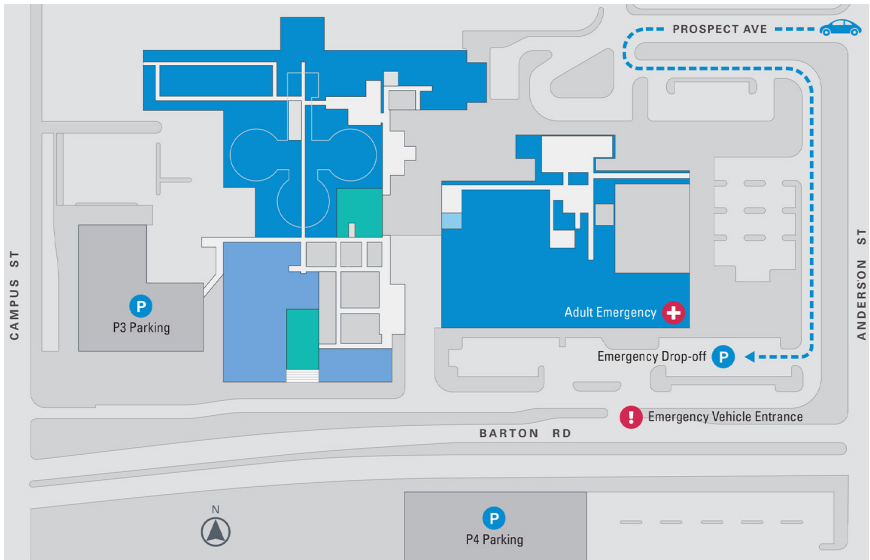 PROSPECT AVE
CAMPUS ST
ANDERSON ST
P
P3 Parking
Adult Emergency
Emergency Drop-off P
! Emergency Vehicle Entrance
BARTON RD
N
P
P4 Parking